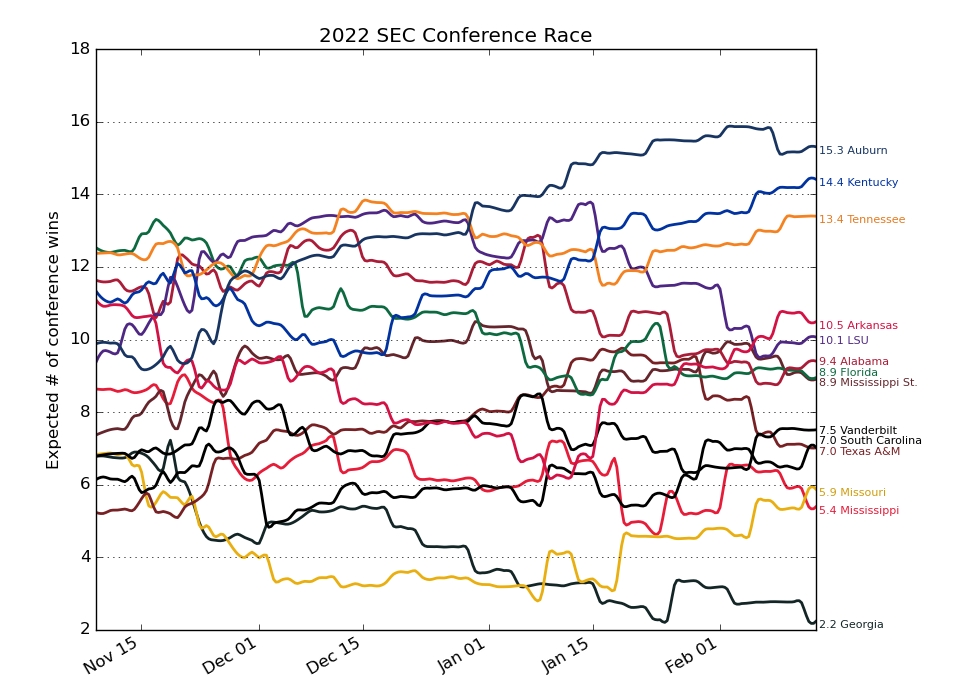 2022 SEC Conference Race
Expected # of conference wins
18
16
14
12
10
8
6
4
2
15.3 Auburn
14.4 Kentucky
13.4 Tennessee
10.5 Arkansas
10.1 LSU
9.4 Alabama
8.9 Florida
8.9 Mississippi St.
7.5 Vanderbilt
7.0 South Carolina
7.0 Texas A&M
5.9 Missouri
5.4 Mississippi
2.2 Georgia
Nov 15
Dec 01
Dec 15
Jan 01
Jan 15
Feb 01